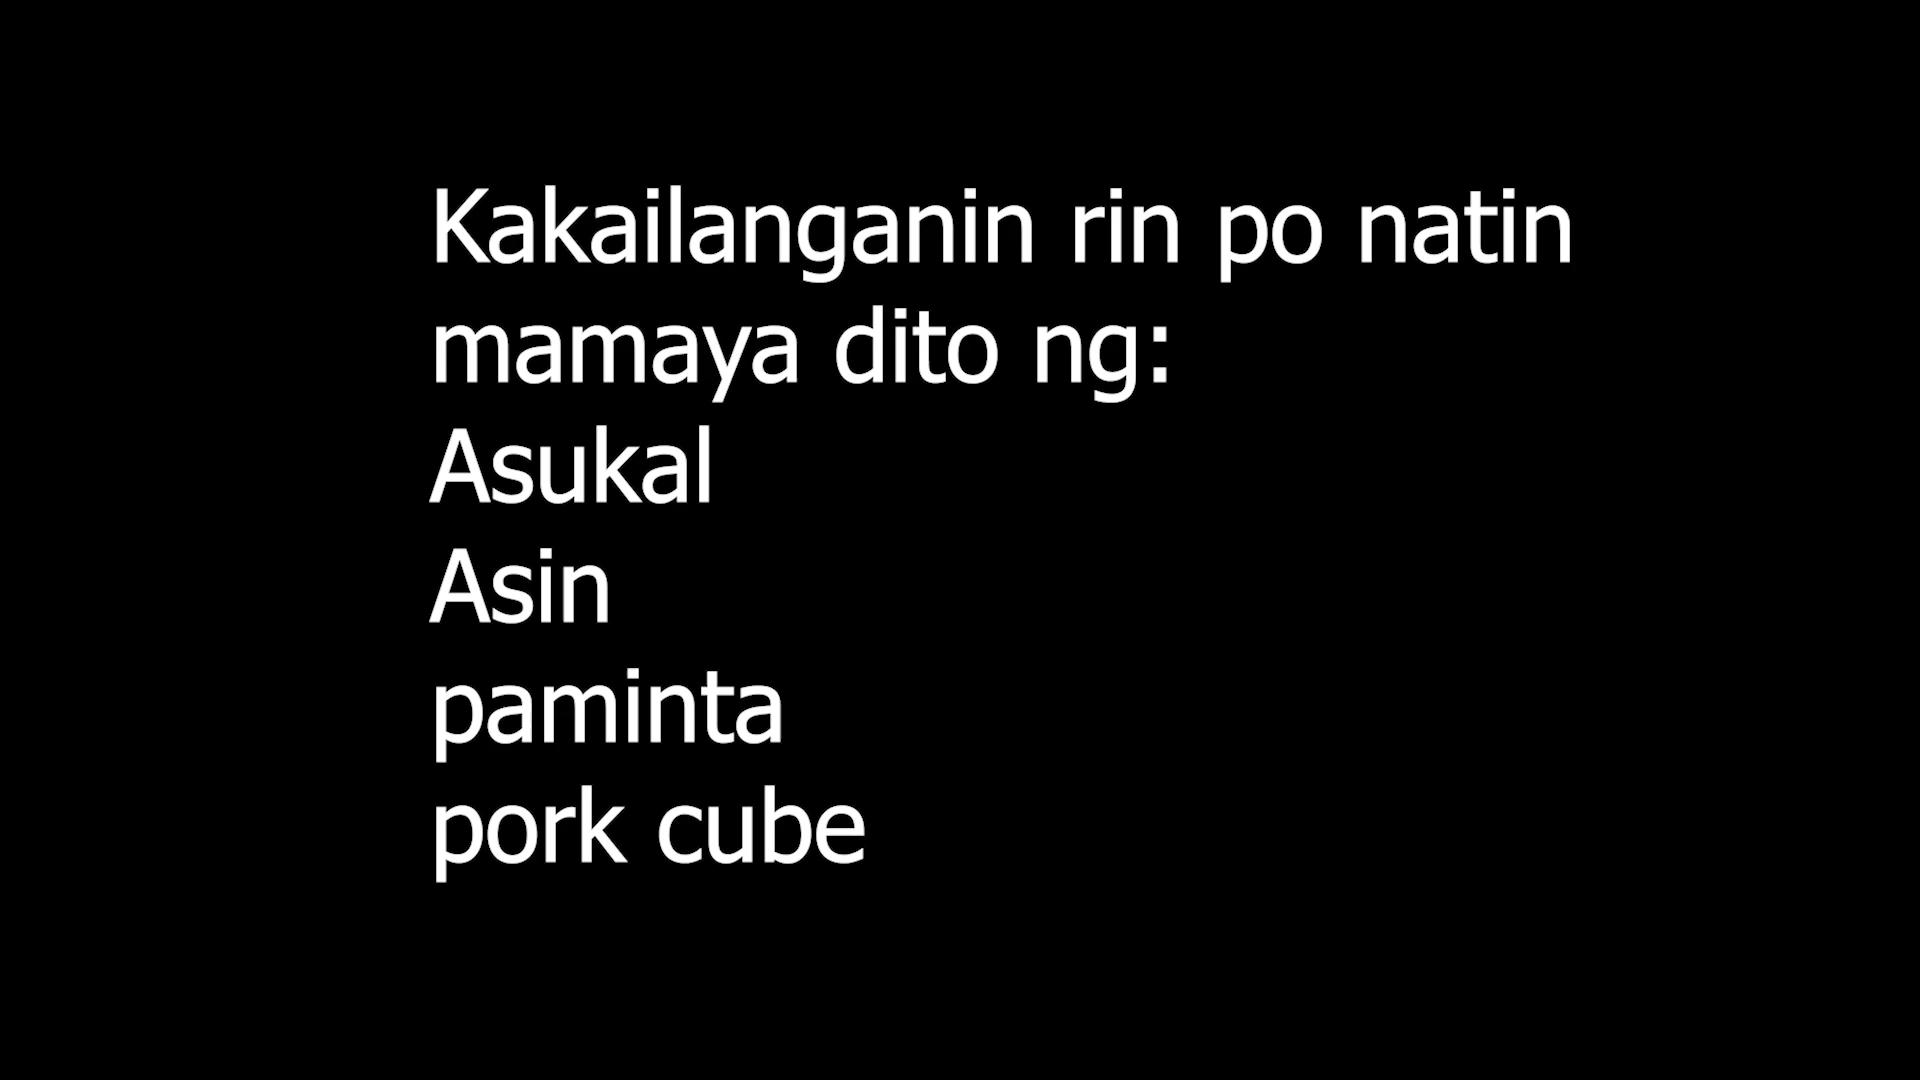 Kakailanganin rin po natin
mamaya dito ng:
Asukal
Asin
paminta
pork cube